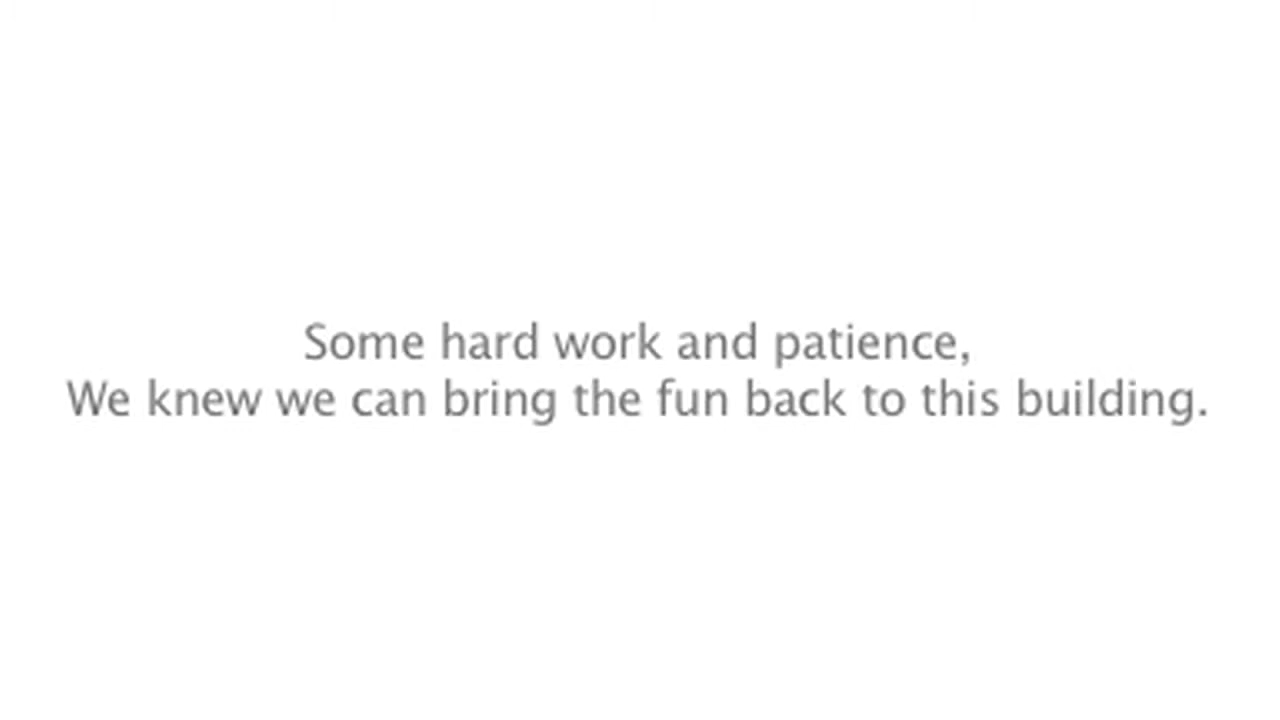 Some hard work and patience,
We knew we can bring the fun back to this building.